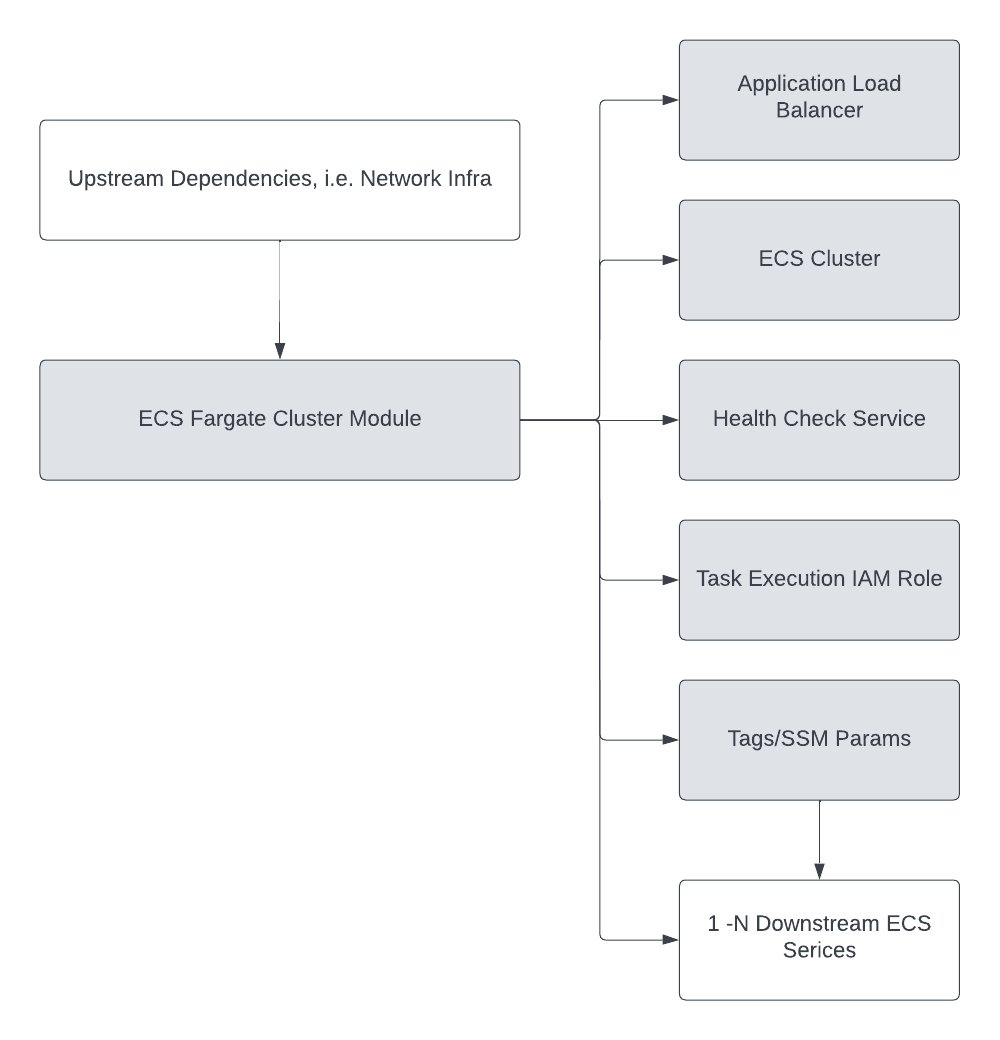 Application Load
Balancer
Upstream Dependencies, i.e. Network Infra
ECS Cluster
ECS Fargate Cluster Module
Health Check Service
Task Execution IAM Role
Tags/SSM Params
1 -N Downstream ECS
Serices